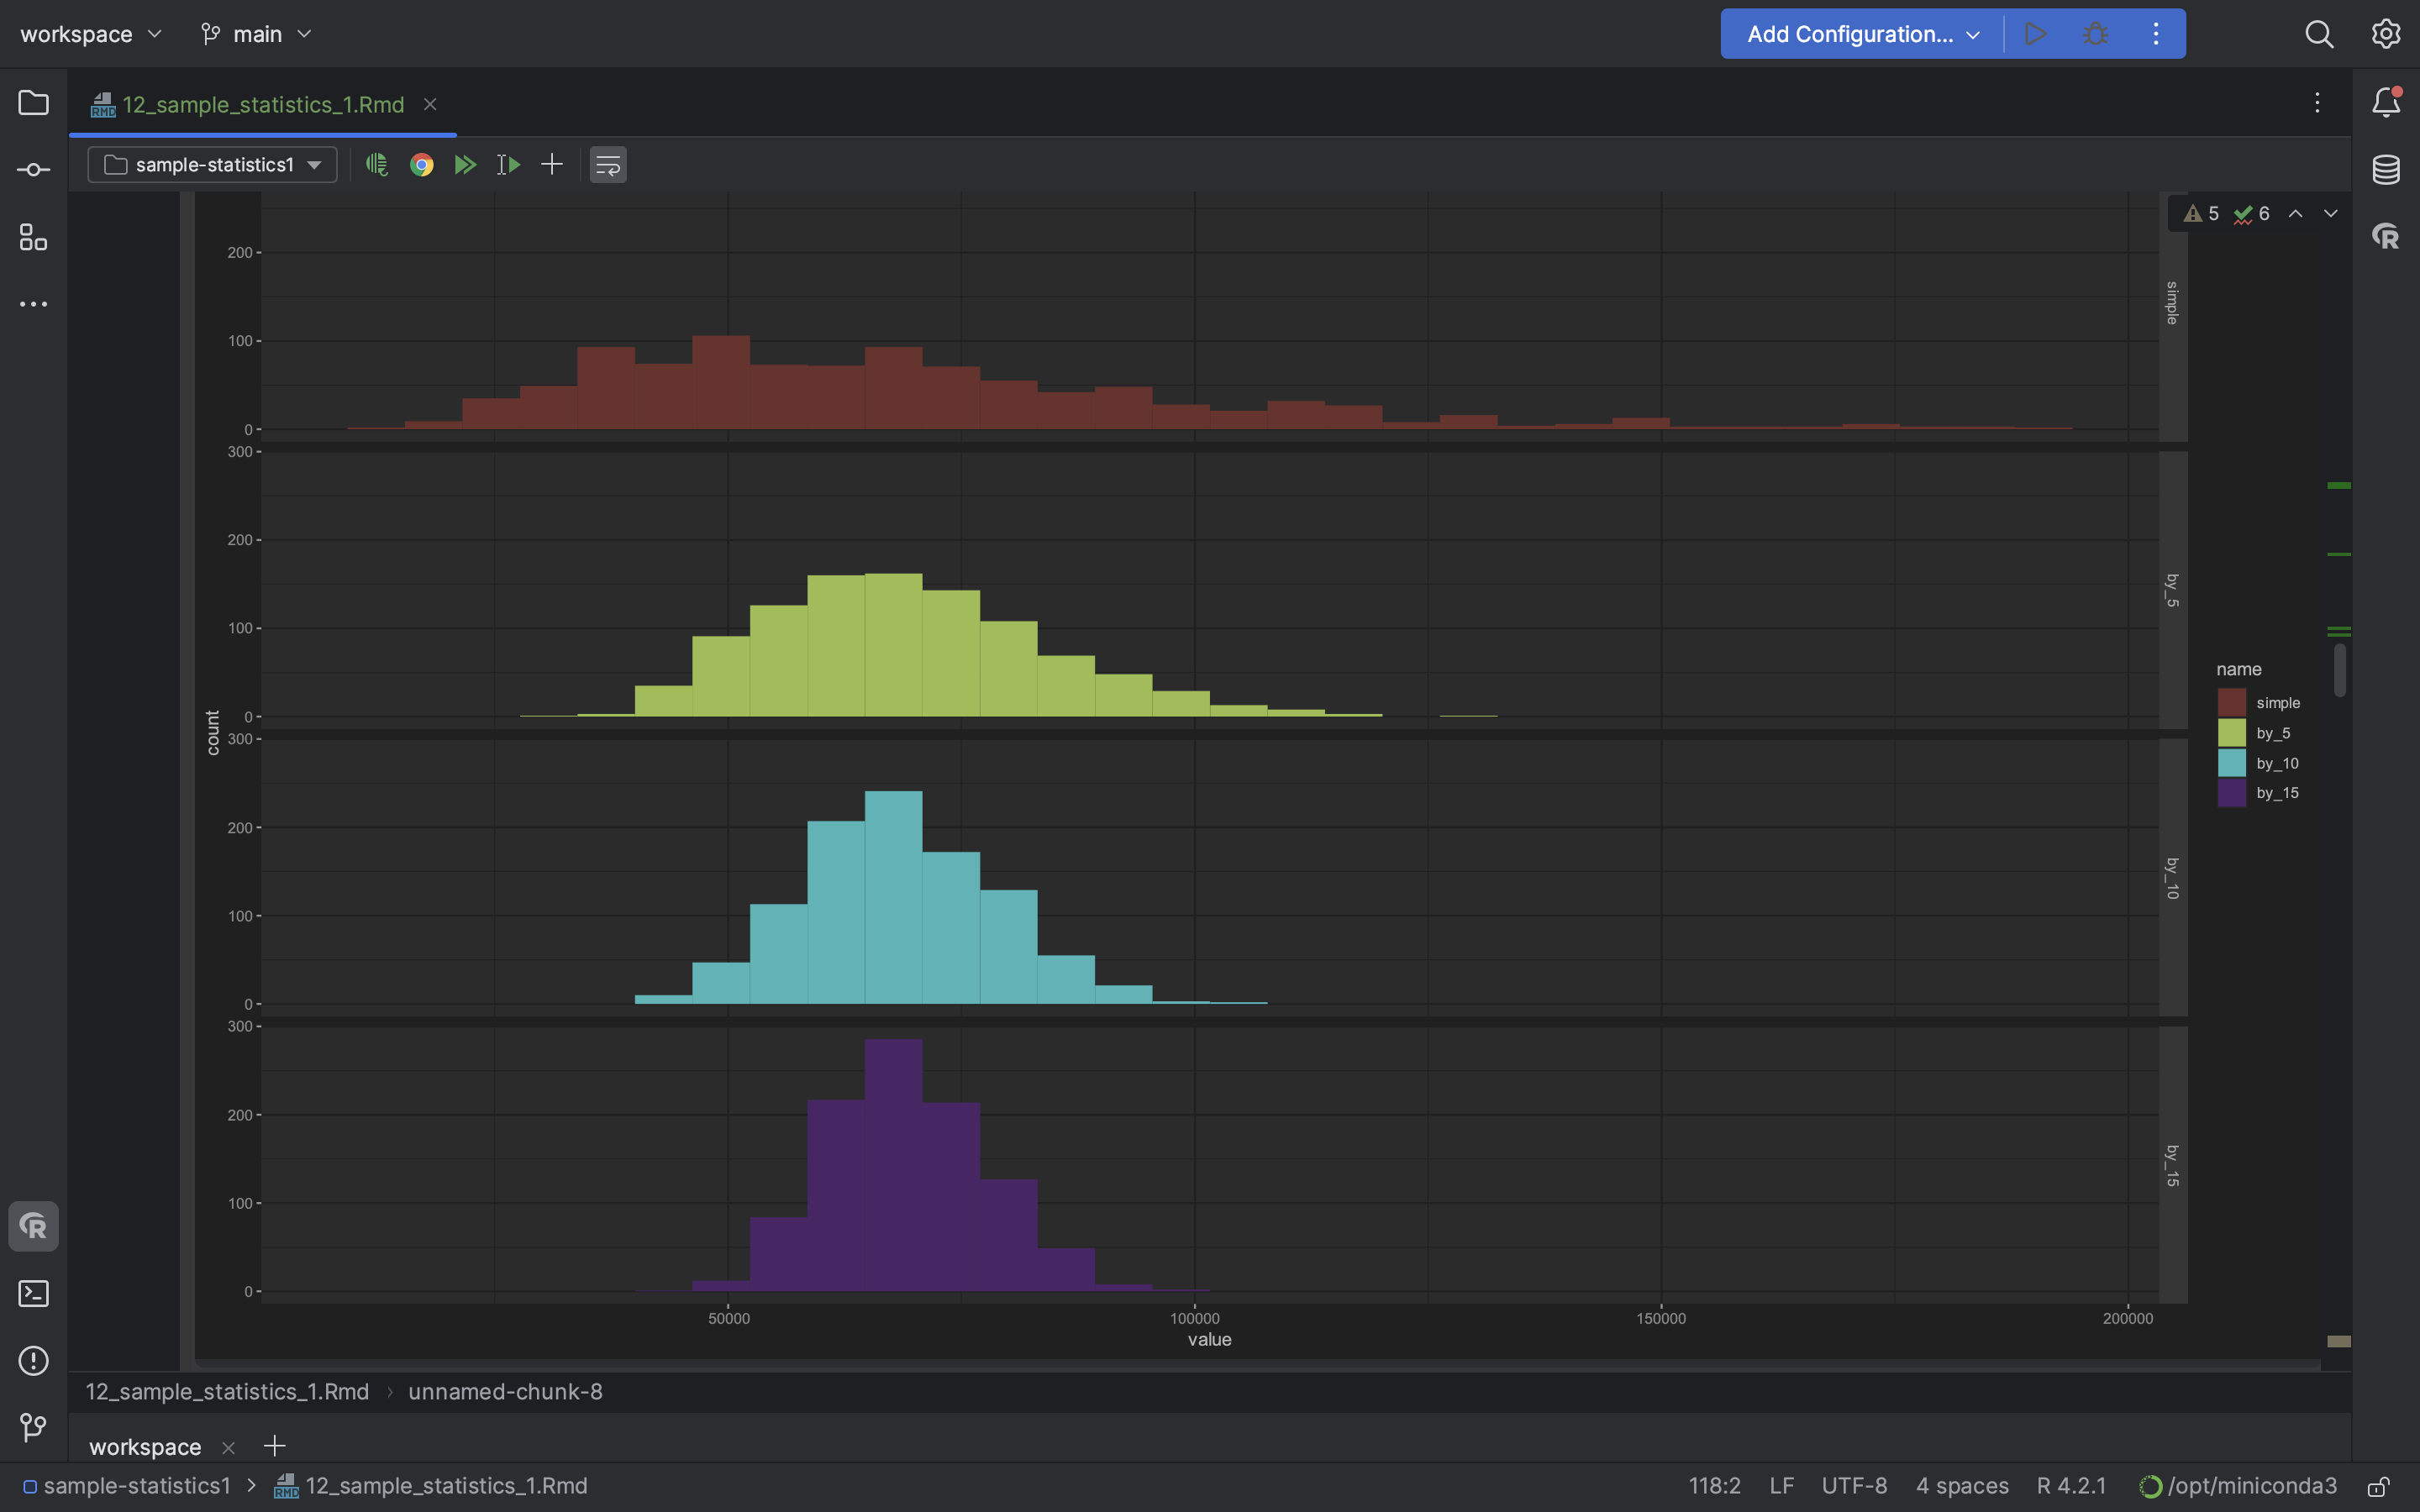 workspace main Add Configuration...
12_sample_statistics_1.Rmd
sample-statistics1
5 6
200
100
0
simple
300
200
100
0
by_5
count
300
200
100
0
by_10
300
200
100
0
by_15
50000 100000 150000 200000
value
name
simple
by_5
by_10
by_15
12_sample_statistics_1.Rmd › unnamed-chunk-8
workspace
sample-statistics1 > 12_sample_statistics_1.Rmd 118:2 LF UTF-8 4 spaces R 4.2.1 /opt/miniconda3